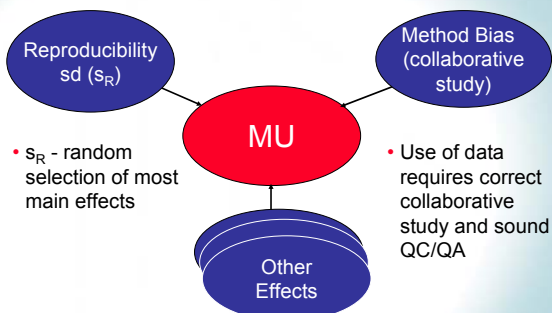 Reproducibility
sd (sR)
Method Bias
(collaborative
study)
MU
• sR - random
selection of most
main effects
• Use of data
requires correct
collaborative
study and sound
QC/QA
Other
Effects